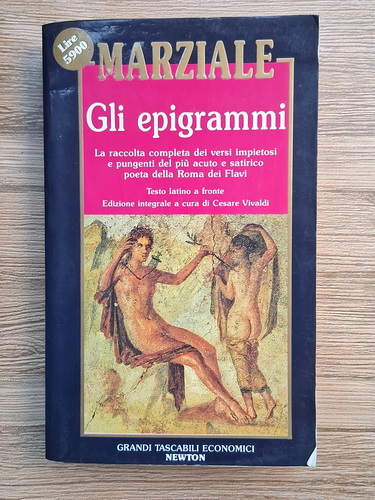 Lire
5900
MARZIALE
Gli epigrammi
La raccolta completa dei versi impietosi
e pungenti del più acuto e satirico
poeta della Roma dei Flavi
Testo latino a fronte
Edizione integrale a cura di Cesare Vivaldi
GRANDI TASCABILI ECONOMICI
NEWTON